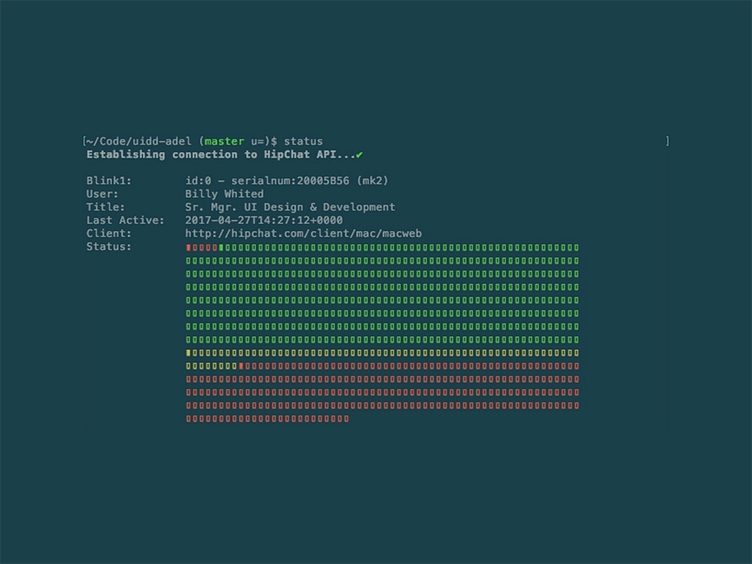 [~/Code/uidd-adel (master u=)$ status ]
Establishing connection to HipChat API...✔
Blink1: id:0 - serialnum:20005B56 (mk2)
User: Billy Whited
Title: Sr. Mgr. UI Design & Development
Last Active: 2017-04-27T14:27:12+0000
Client: http://hipchat.com/client/mac/macweb
Status: